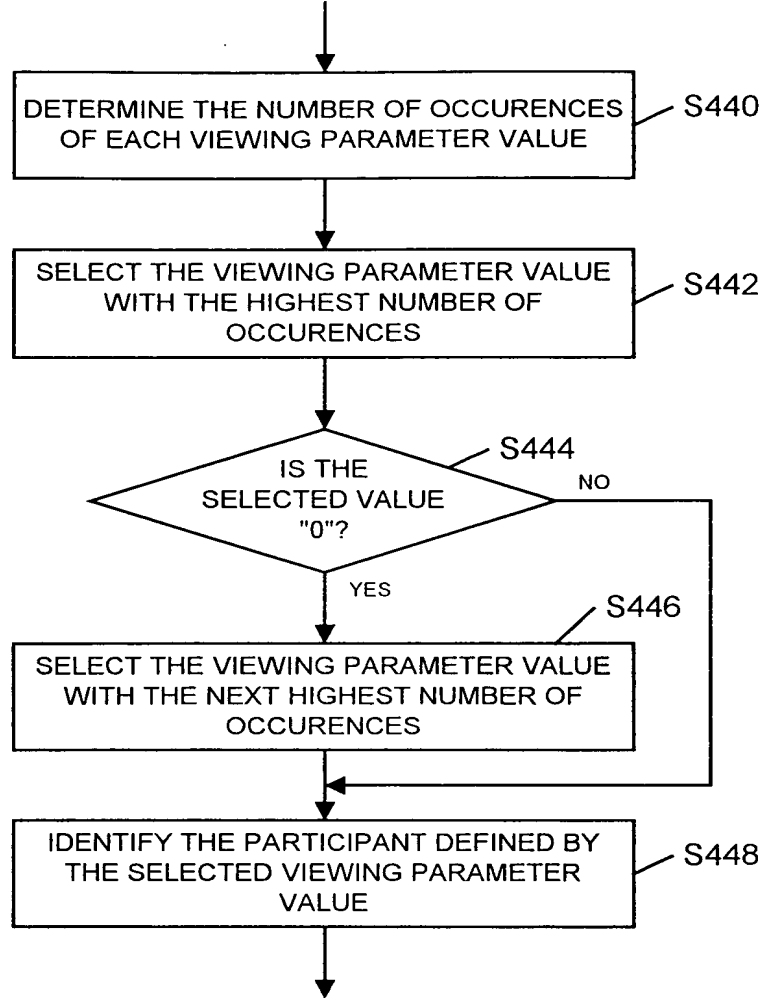 DETERMINE THE NUMBER OF OCCURENCES
OF EACH VIEWING PARAMETER VALUE
S440
SELECT THE VIEWING PARAMETER VALUE
WITH THE HIGHEST NUMBER OF
OCCURENCES
S442
IS THE
SELECTED VALUE
"0"?
S444
NO
YES
S446
SELECT THE VIEWING PARAMETER VALUE
WITH THE NEXT HIGHEST NUMBER OF
OCCURENCES
IDENTIFY THE PARTICIPANT DEFINED BY
THE SELECTED VIEWING PARAMETER
VALUE
S448